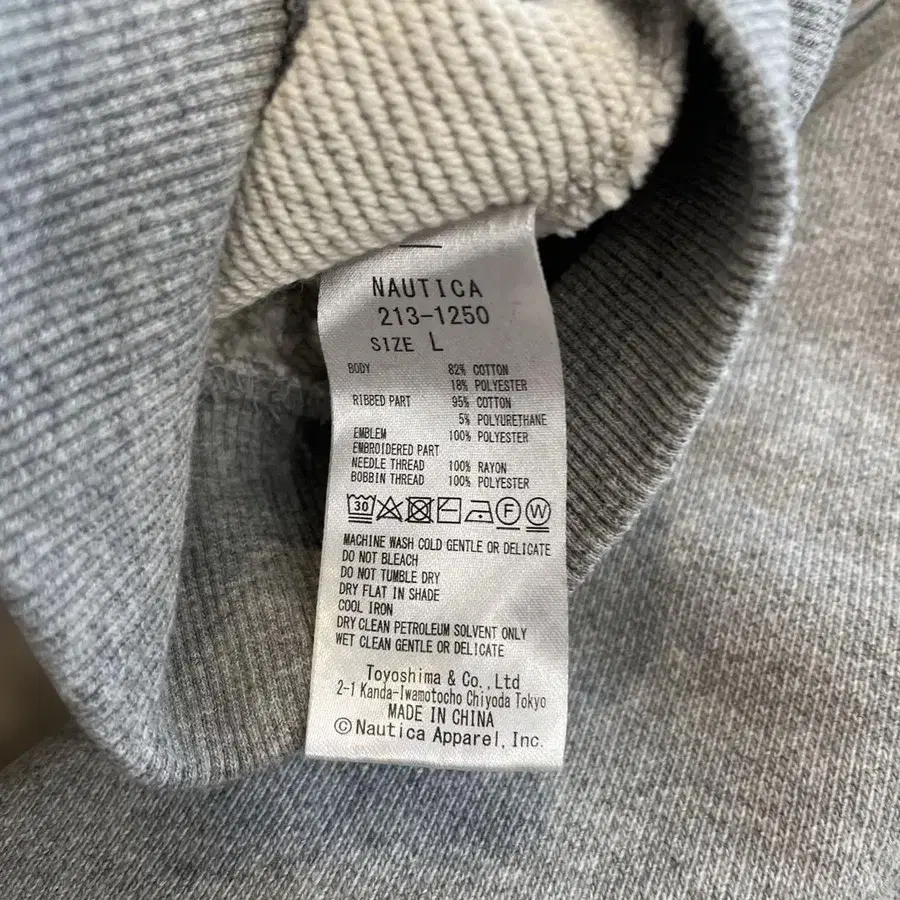 NAUTICA
213-1250
SIZE L
BODY 82% COTTON
18% POLYESTER
RIBBED PART 95% COTTON
5% POLYURETHANE
EMBLEM 100% POLYESTER
EMBROIDERED PART
NEEDLE THREAD 100% RAYON
BOBBIN THREAD 100% POLYESTER
30 F W
MACHINE WASH COLD GENTLE OR DELICATE
DO NOT BLEACH
DO NOT TUMBLE DRY
DRY FLAT IN SHADE
COOL IRON
DRY CLEAN PETROLEUM SOLVENT ONLY
WET CLEAN GENTLE OR DELICATE
Toyoshima & Co., Ltd
2-1 Kanda-Iwamotocho Chiyoda Tokyo
MADE IN CHINA
©Nautica Apparel, Inc.